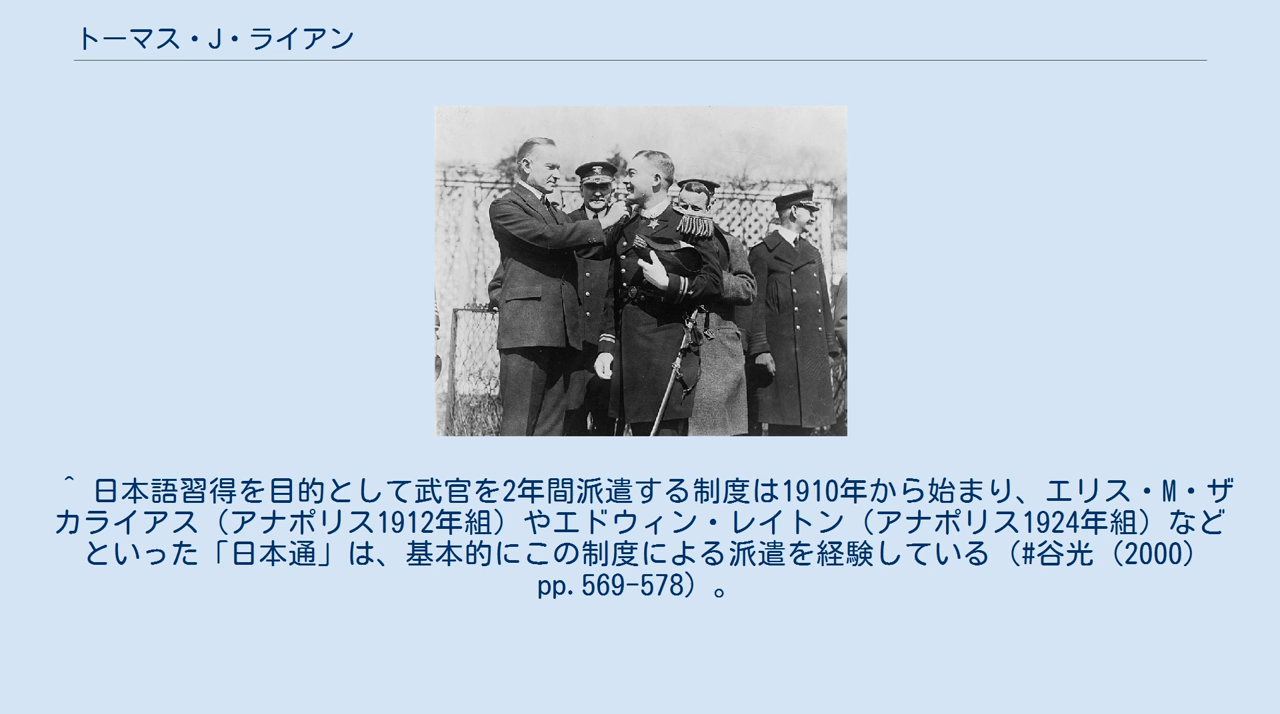 トーマス・J・ライアン
^ 日本語習得を目的として武官を2年間派遣する制度は1910年から始まり、エリス・M・ザ
カライアス（アナポリス1912年組）やエドウィン・レイトン（アナポリス1924年組）など
といった「日本通」は、基本的にこの制度による派遣を経験している（#谷光（2000）
pp.569-578）。